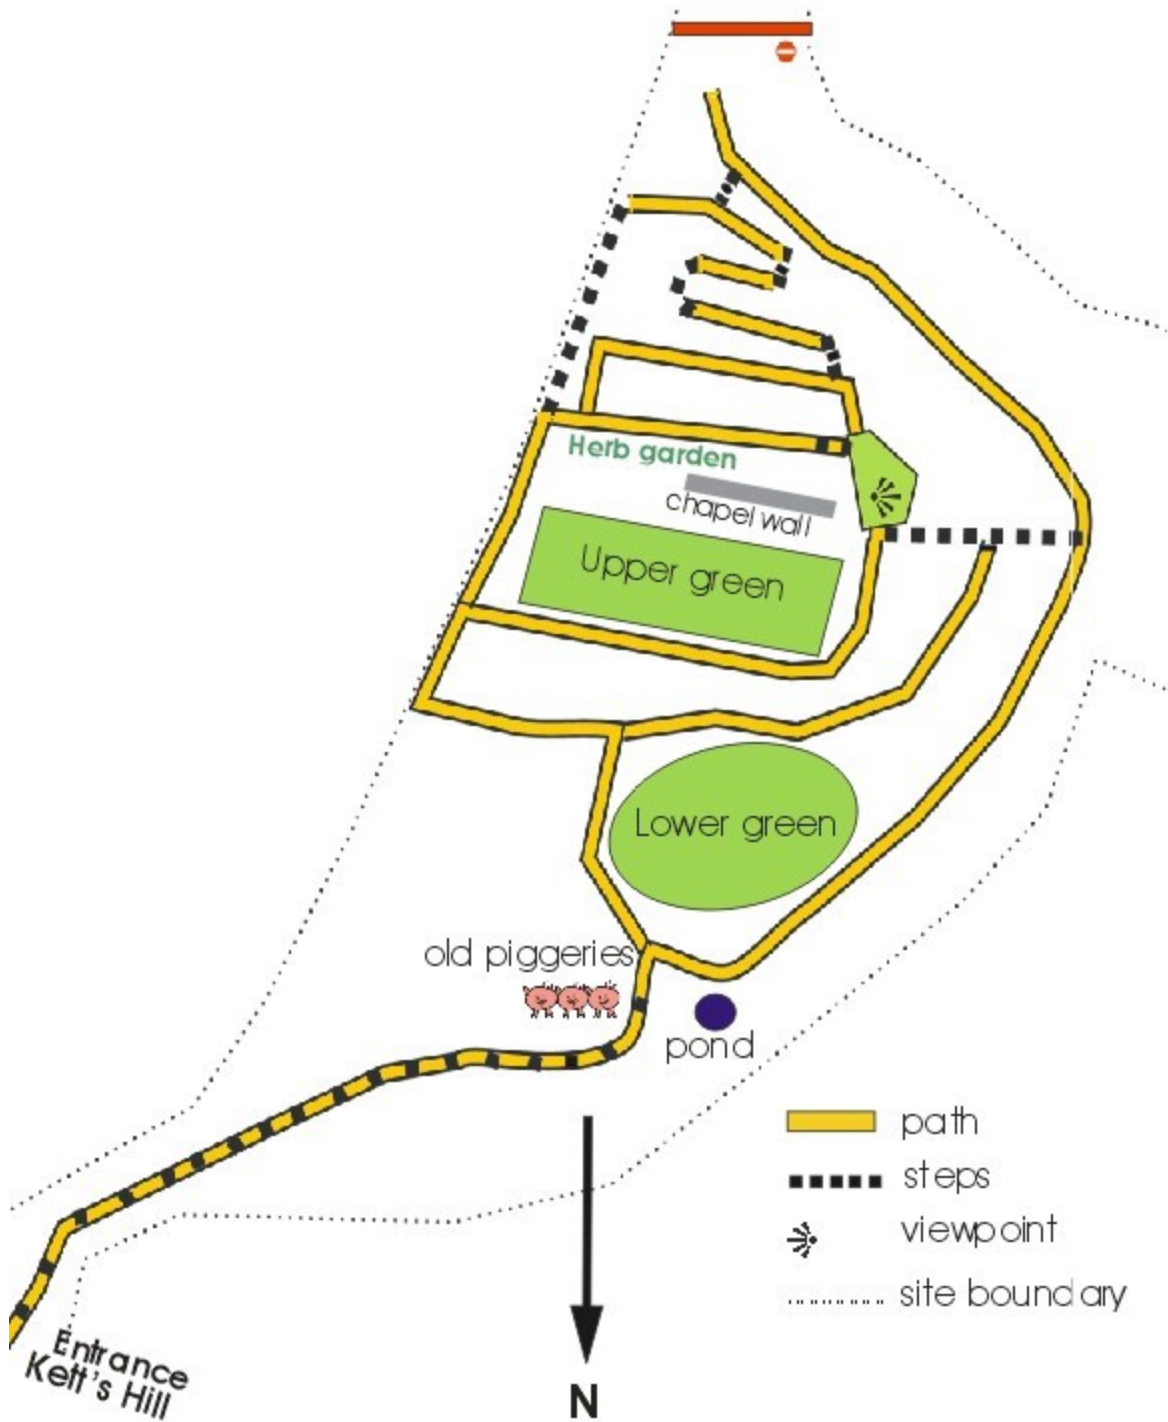 Herb garden
chapel wall
Upper green
Lower green
old piggeries
pond
path
steps
viewpoint
site boundary
Entrance
Kett's Hill
N